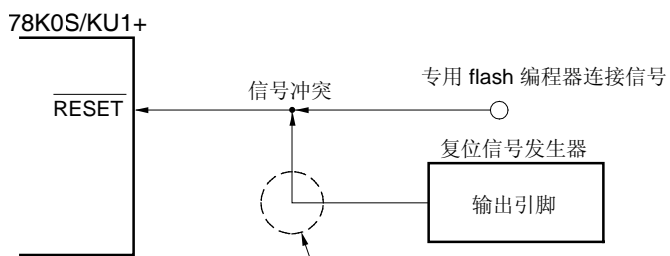 78K0S/KU1+
专用 flash 编程器连接信号
信号冲突
RESET
复位信号发生器
输出引脚